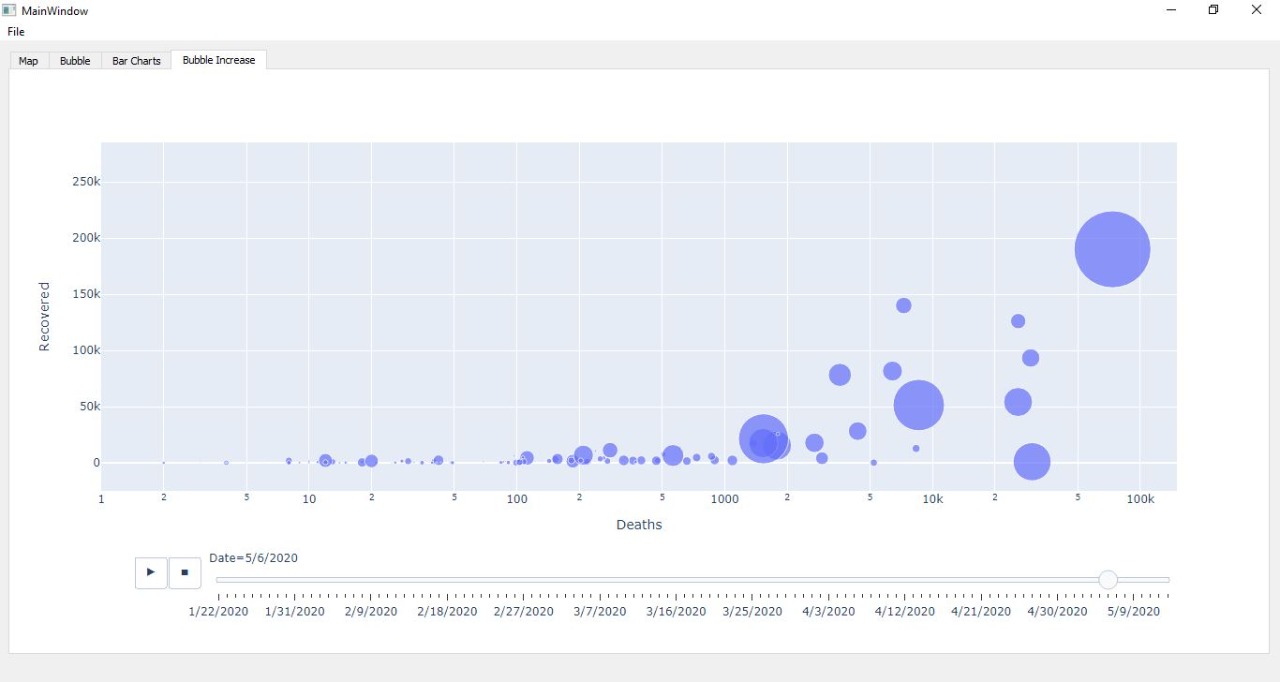 MainWindow
File
Map Bubble Bar Charts Bubble Increase
250k
200k
150k
100k
50k
0
Recovered
1 2 5 10 2 5 100 2 5 1000 2 5 10k 2 5 100k
Deaths
Date=5/6/2020
1/22/2020 1/31/2020 2/9/2020 2/18/2020 2/27/2020 3/7/2020 3/16/2020 3/25/2020 4/3/2020 4/12/2020 4/21/2020 4/30/2020 5/9/2020